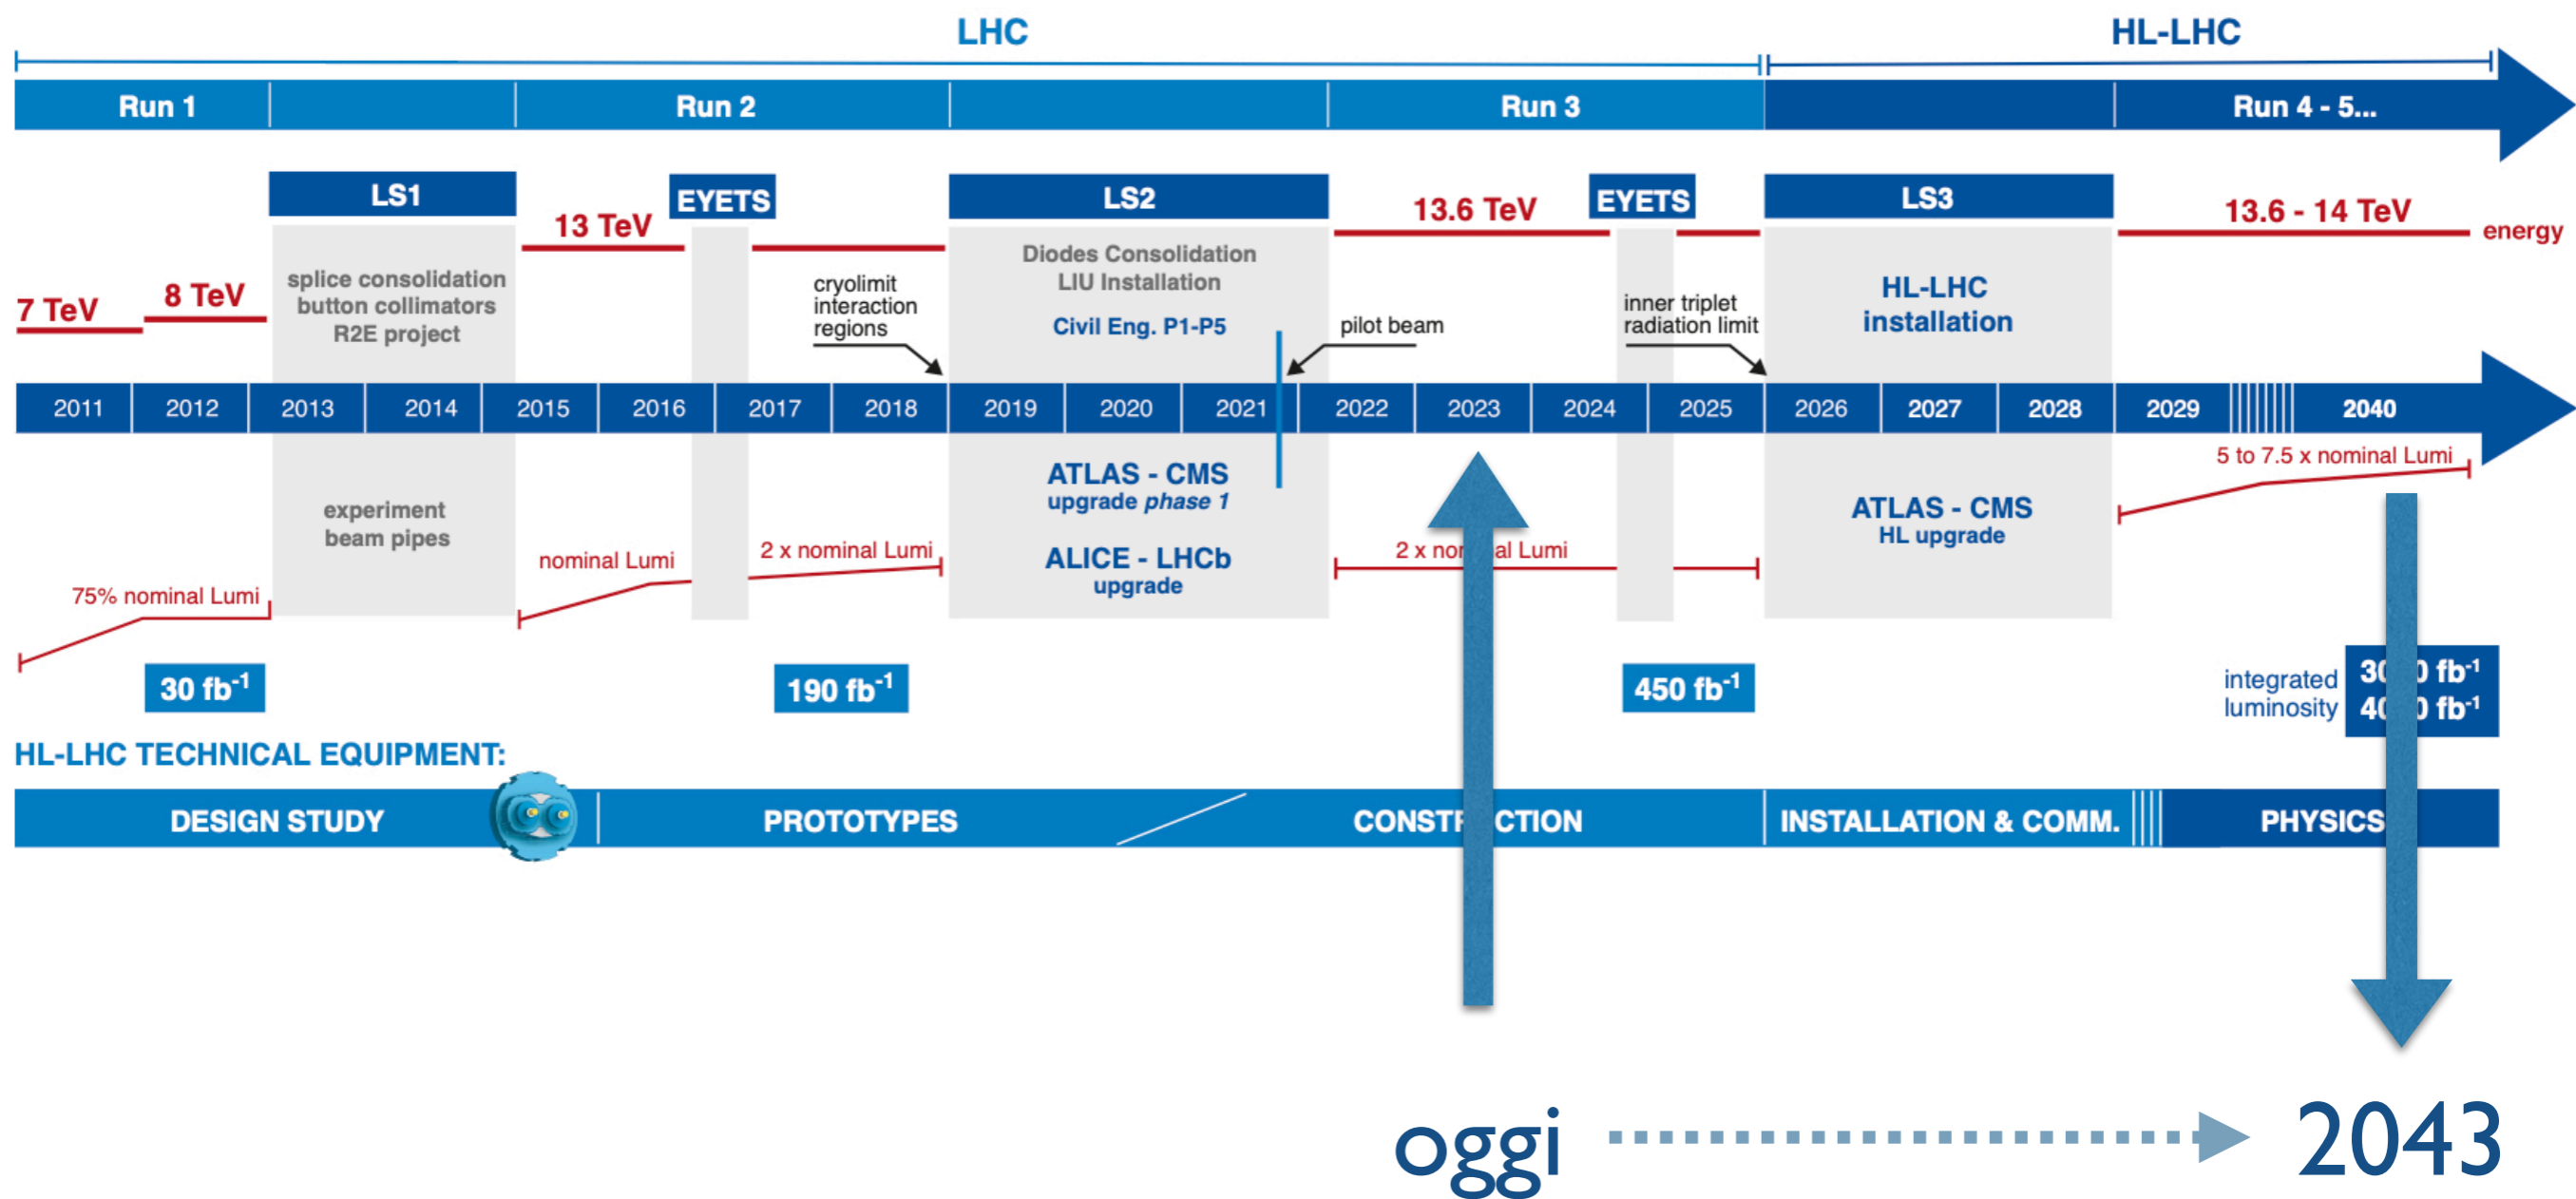 LHC
HL-LHC
Run 1
Run 2
Run 3
Run 4 - 5...
LS1
EYETS
LS2
EYETS
LS3
7 TeV
8 TeV
13 TeV
13.6 TeV
13.6 - 14 TeV
energy
splice consolidation
button collimators
R2E project
cryolimit
interaction
regions
Diodes Consolidation
LIU Installation
Civil Eng. P1-P5
pilot beam
inner triplet
radiation limit
HL-LHC
installation
2011 2012 2013 2014 2015 2016 2017 2018 2019 2020 2021 2022 2023 2024 2025 2026 2027 2028 2029 2040
experiment
beam pipes
75% nominal Lumi
nominal Lumi
2 x nominal Lumi
ATLAS - CMS
upgrade phase 1
ALICE - LHCb
upgrade
2 x Lumi
ATLAS - CMS
HL upgrade
5 to 7.5 x nominal Lumi
30 fb-1
190 fb-1
450 fb-1
integrated
luminosity
fb-1
fb-1
HL-LHC TECHNICAL EQUIPMENT:
DESIGN STUDY
PROTOTYPES
INSTALLATION & COMM.
PHYSICS
oggi
2043